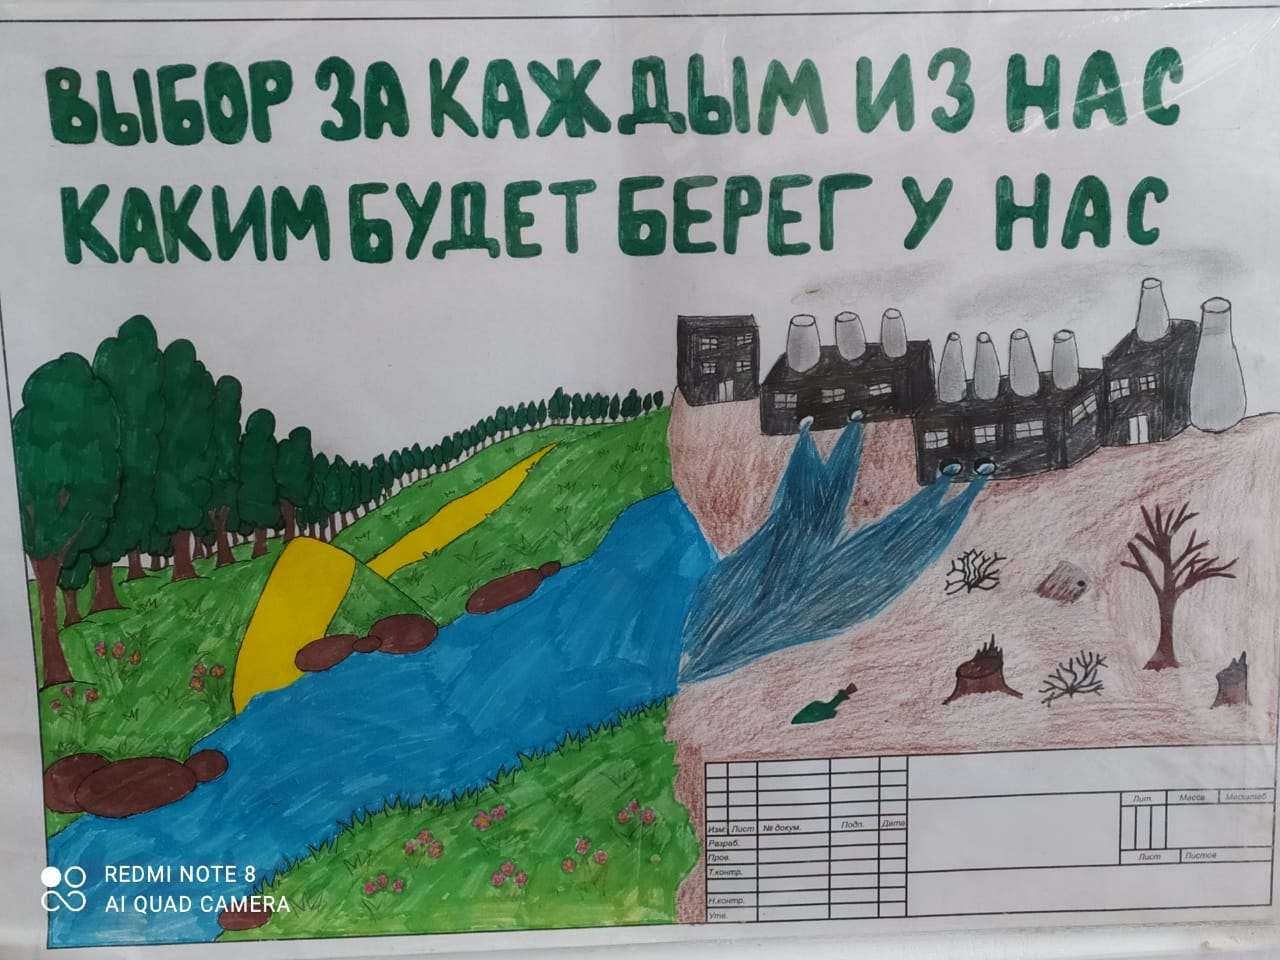 ВЫБОР ЗА КАЖДЫМ ИЗ НАС
КАКИМ БУДЕТ БЕРЕГ У НАС
Лит. Масса Масштаб
Изм. Лист № докум. Подп. Дата
Разраб.
Пров.
Т.контр.
Лист Листов
Н.контр.
Утв.
REDMI NOTE 8
AI QUAD CAMERA